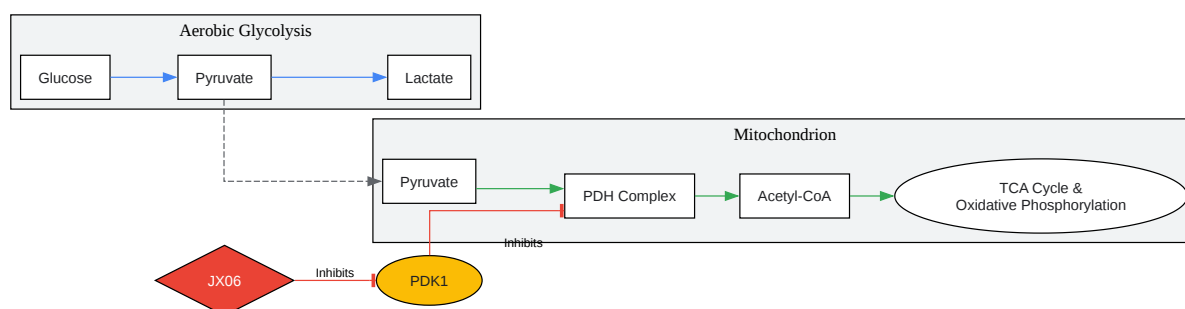 Aerobic Glycolysis
Glucose
Pyruvate
Lactate
Mitochondrion
Pyruvate
PDH Complex
Acetyl-CoA
TCA Cycle &
Oxidative Phosphorylation
Inhibits
JX06
Inhibits
PDK1